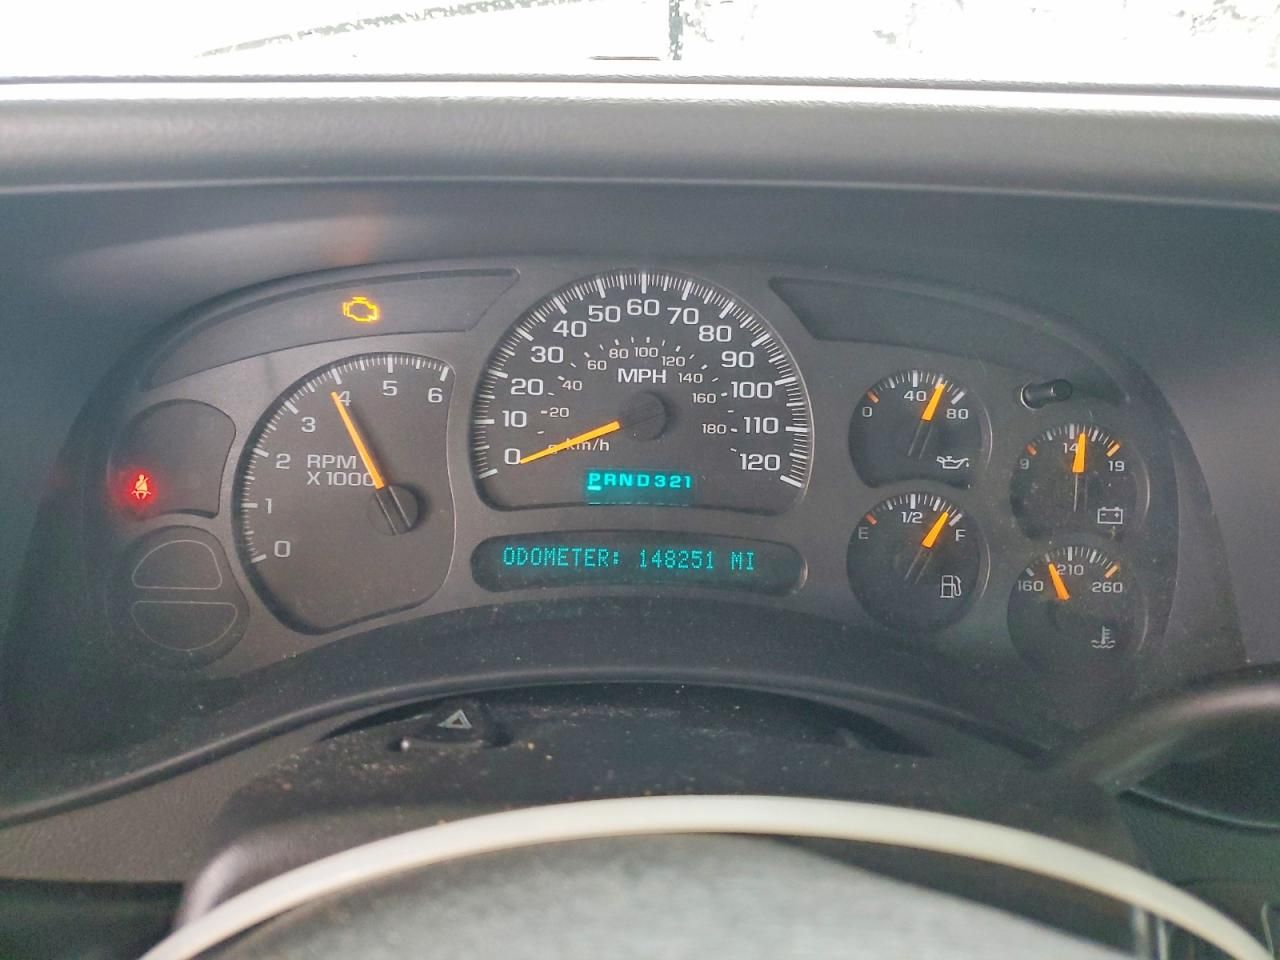 0 1 2 3 4 5 6
RPM
X1000
0 10 20 30 40 50 60 70 80 90 100 110 120
20 40 60 80 100 120 140 160 180
MPH
km/h
PRND321
ODOMETER: 148251 MI
0 40 80
9 14 19
E 1/2 F
160 210 260